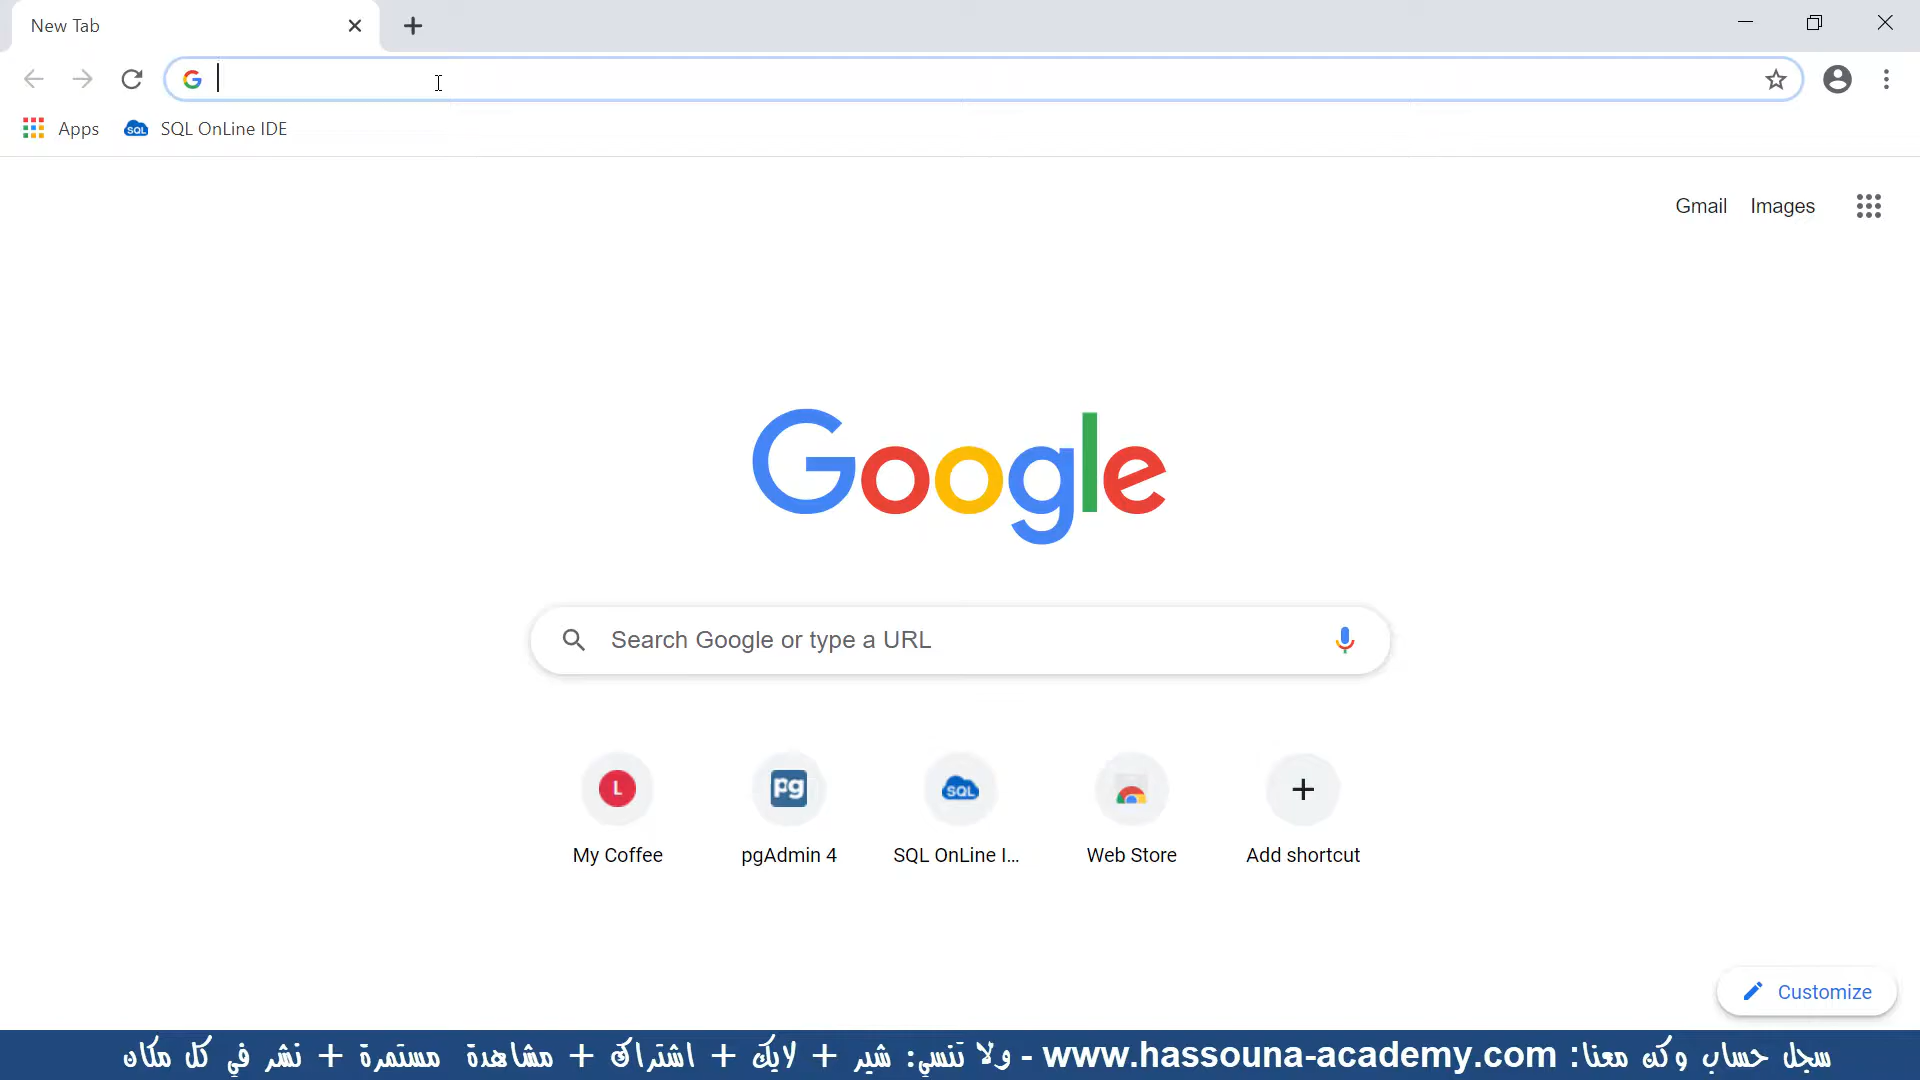 New Tab
Apps
SQL OnLine IDE
Gmail
Images
Google
Search Google or type a URL
L
pg
SQL
My Coffee
pgAdmin 4
SQL OnLine I...
Web Store
Add shortcut
Customize
سجل حساب وكن معنا: www.hassouna-academy.com - ولا تنسى: شير + لايك + اشتراك + مشاهدة مستمرة + نشر في كل مكان